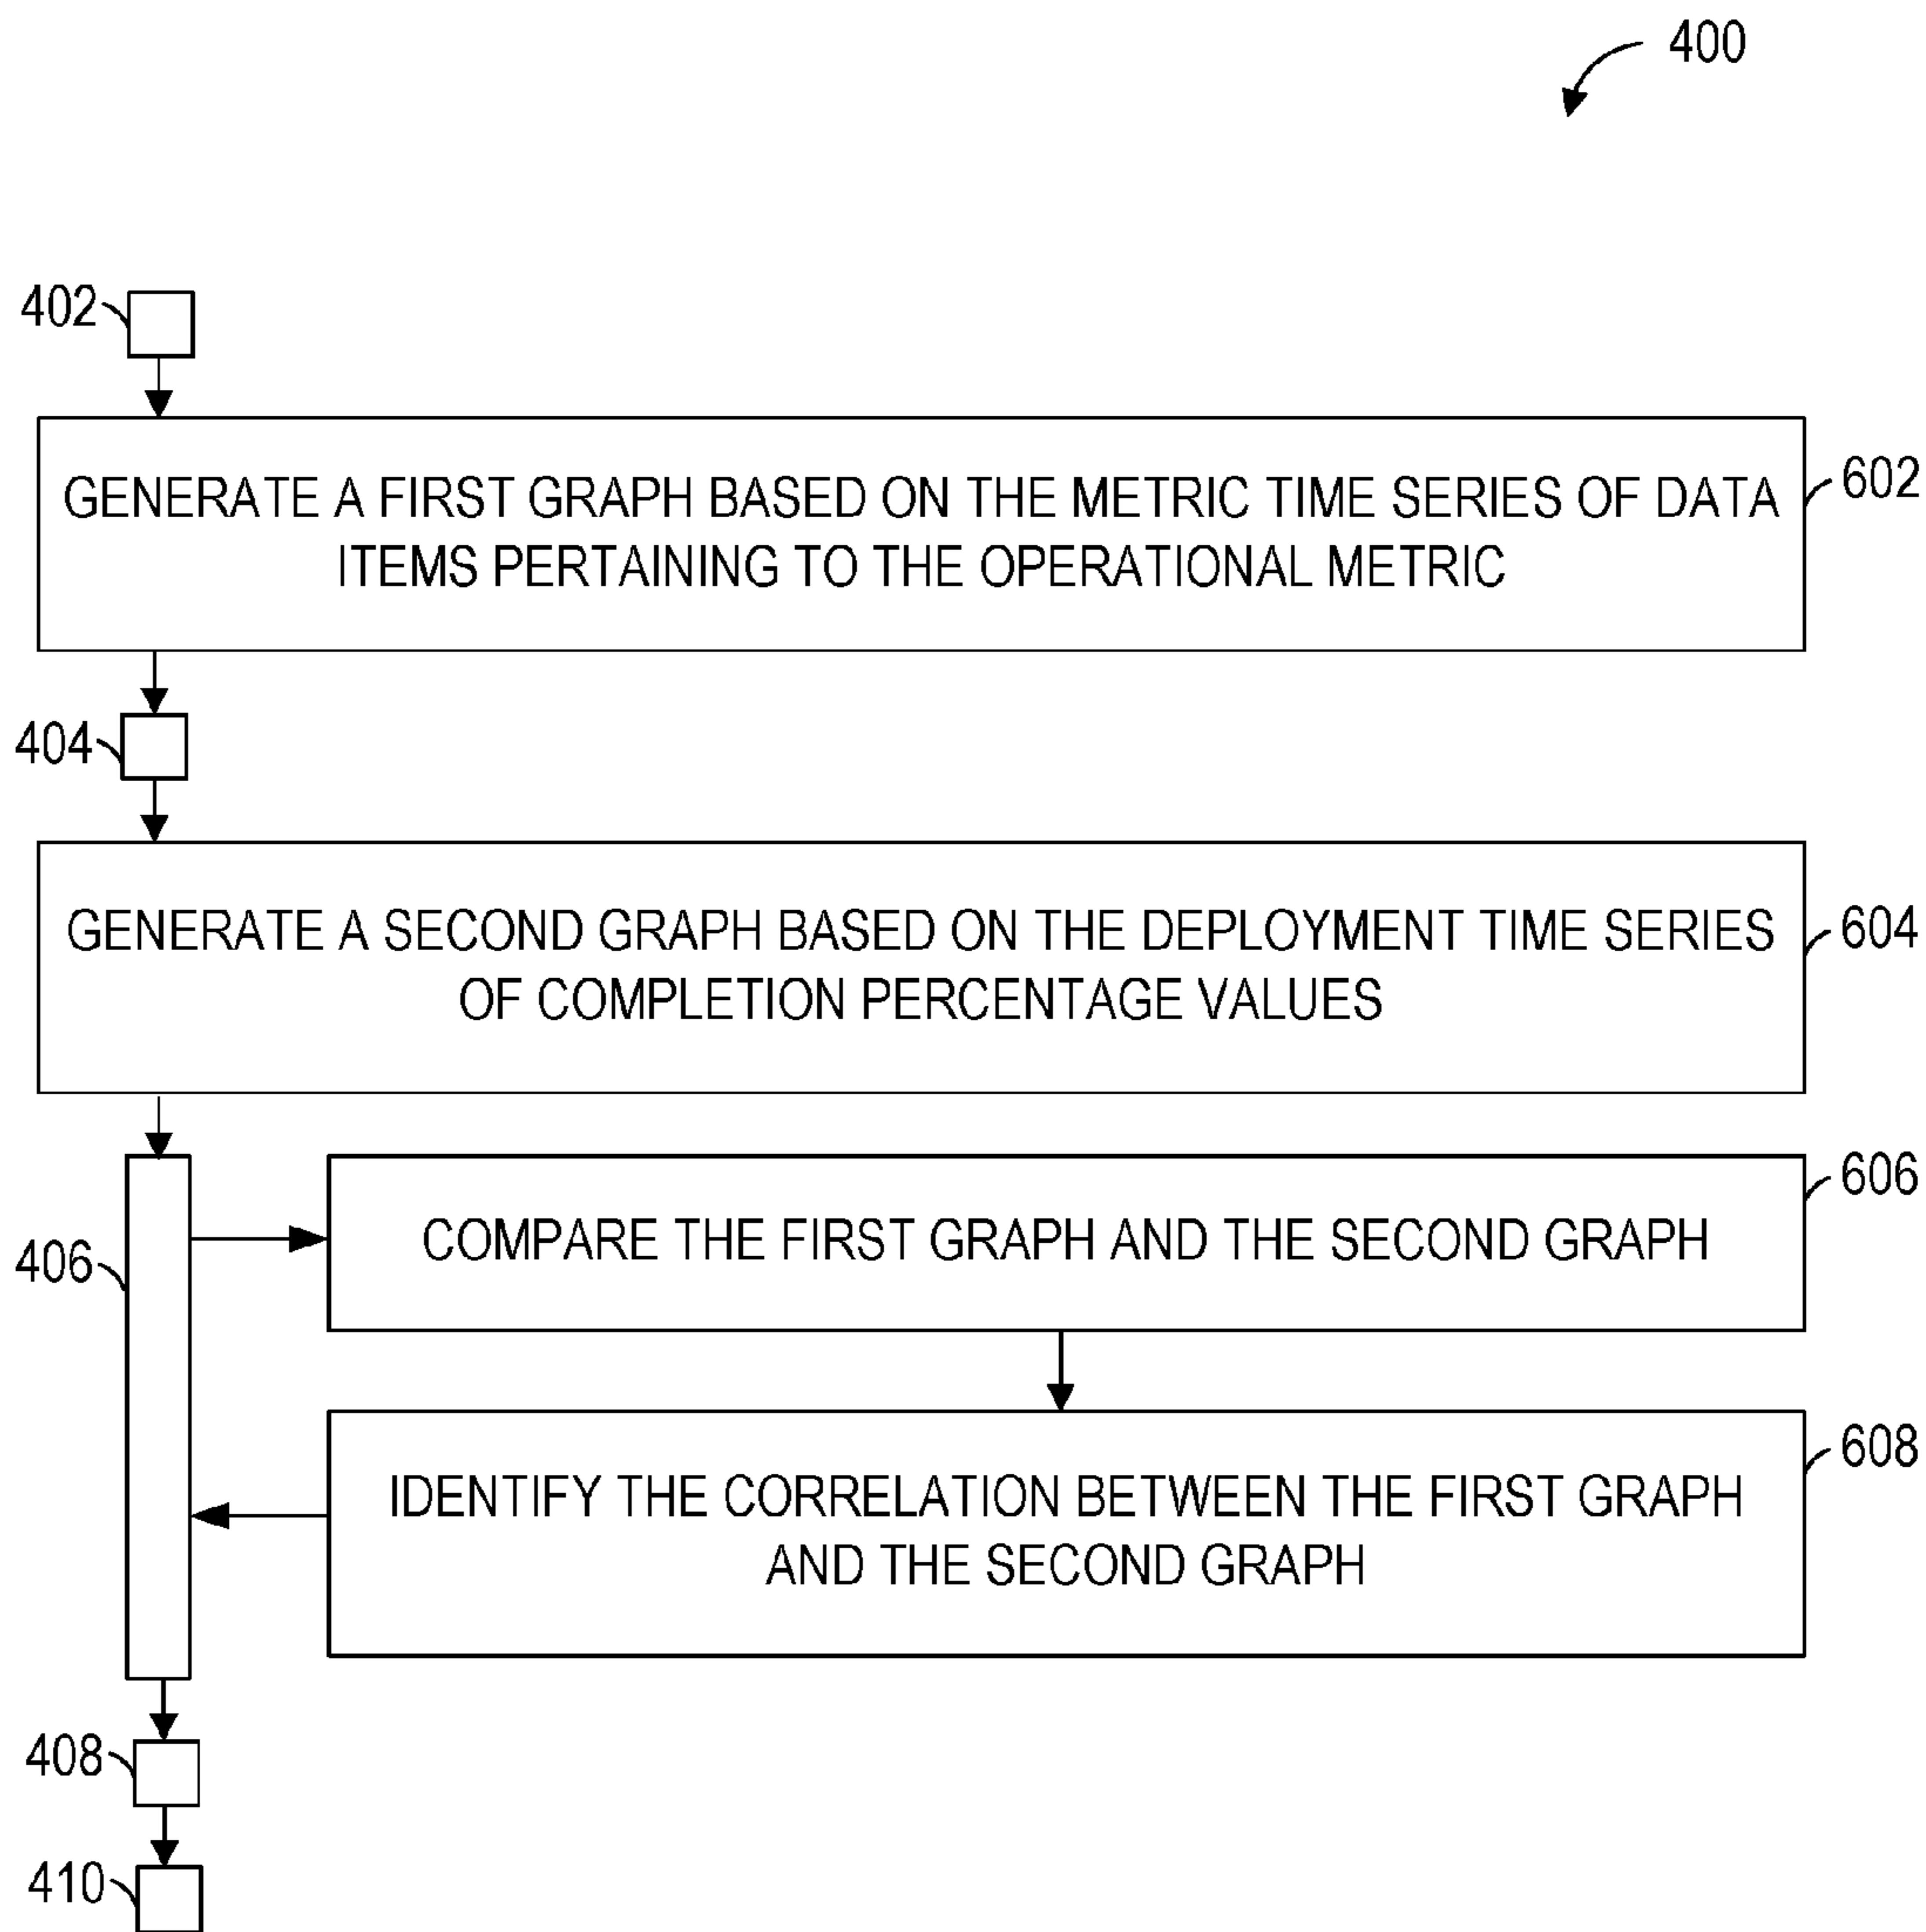 400
402
GENERATE A FIRST GRAPH BASED ON THE METRIC TIME SERIES OF DATA
ITEMS PERTAINING TO THE OPERATIONAL METRIC
602
404
GENERATE A SECOND GRAPH BASED ON THE DEPLOYMENT TIME SERIES
OF COMPLETION PERCENTAGE VALUES
604
406
COMPARE THE FIRST GRAPH AND THE SECOND GRAPH
606
IDENTIFY THE CORRELATION BETWEEN THE FIRST GRAPH
AND THE SECOND GRAPH
608
408
410